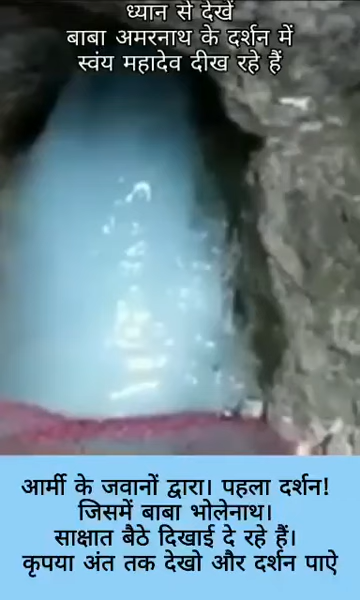 ध्यान से देखें
बाबा अमरनाथ के दर्शन में
स्वंय महादेव दीख रहे हैं
आर्मी के जवानों द्वारा। पहला दर्शन!
जिसमें बाबा भोलेनाथ।
साक्षात बैठे दिखाई दे रहे हैं।
कृपया अंत तक देखो और दर्शन पाऐ